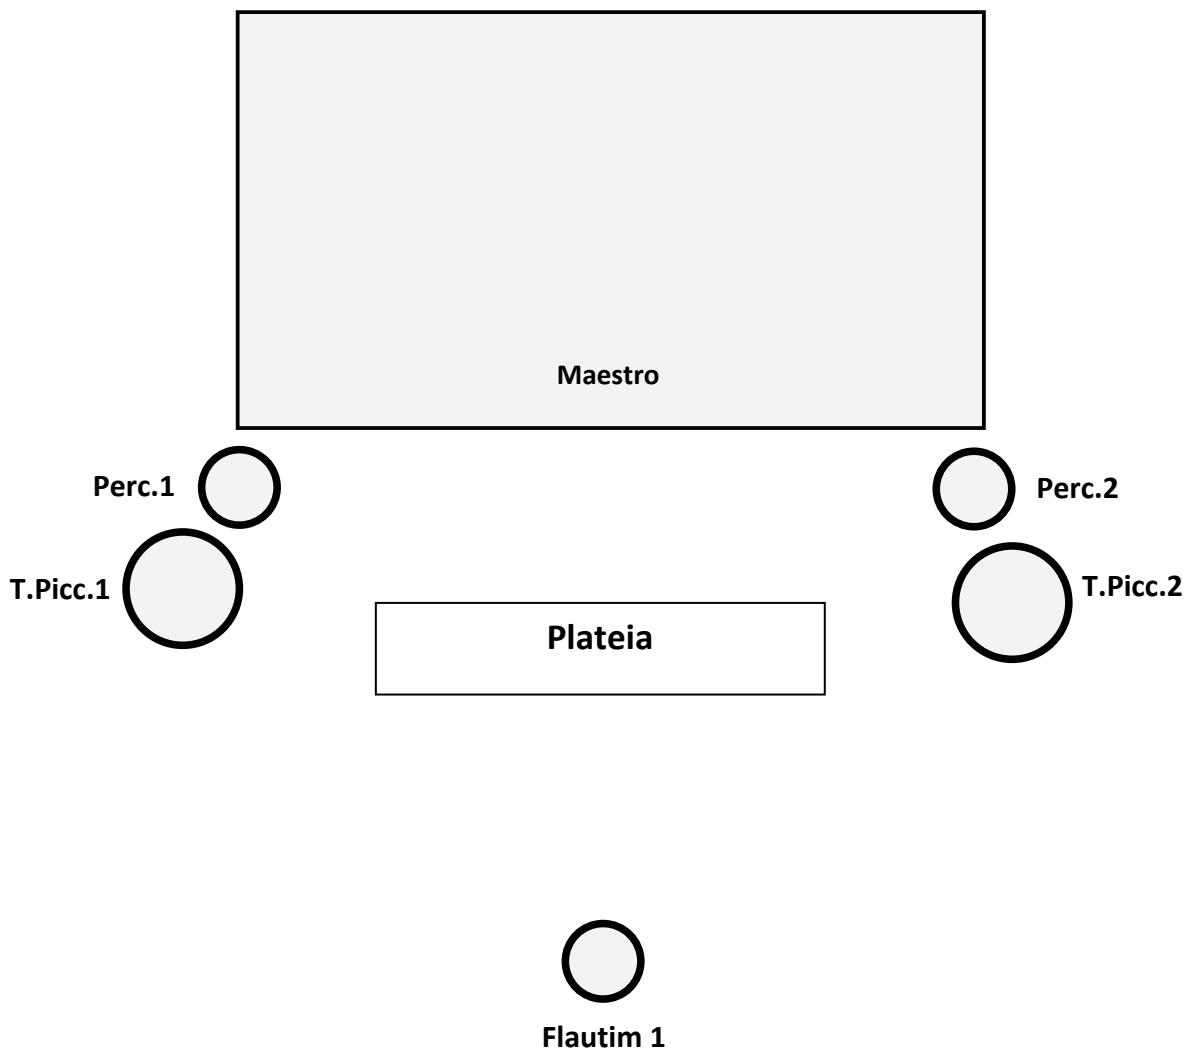 Maestro
Perc.1
Perc.2
T.Picc.1
T.Picc.2
Plateia
Flautim 1